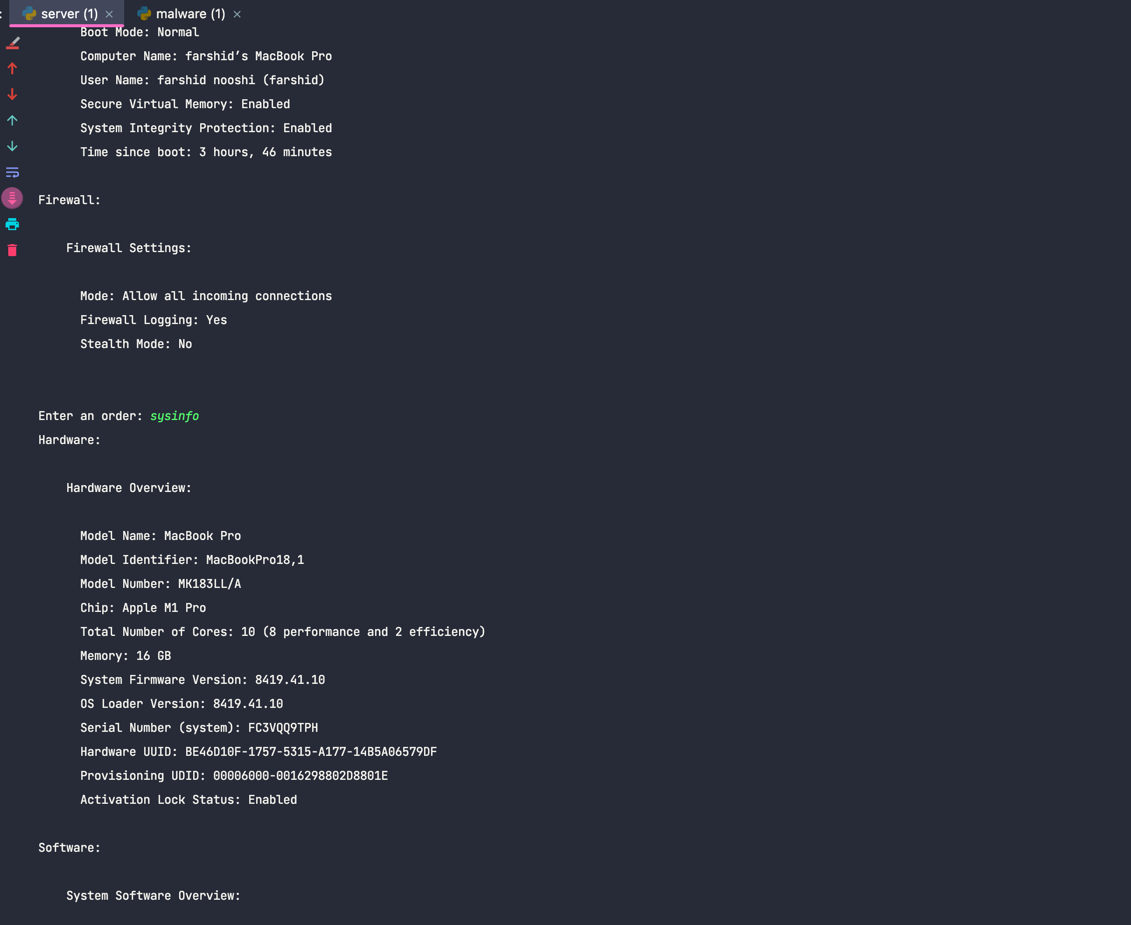 server (1) ×
malware (1) ×
Boot Mode: Normal
Computer Name: farshid’s MacBook Pro
User Name: farshid nooshi (farshid)
Secure Virtual Memory: Enabled
System Integrity Protection: Enabled
Time since boot: 3 hours, 46 minutes
Firewall:
Firewall Settings:
Mode: Allow all incoming connections
Firewall Logging: Yes
Stealth Mode: No
Enter an order: sysinfo
Hardware:
Hardware Overview:
Model Name: MacBook Pro
Model Identifier: MacBookPro18,1
Model Number: MK183LL/A
Chip: Apple M1 Pro
Total Number of Cores: 10 (8 performance and 2 efficiency)
Memory: 16 GB
System Firmware Version: 8419.41.10
OS Loader Version: 8419.41.10
Serial Number (system): FC3VQQ9TPH
Hardware UUID: BE46D10F-1757-5315-A177-14B5A06579DF
Provisioning UDID: 00006000-0016298802D8801E
Activation Lock Status: Enabled
Software:
System Software Overview: